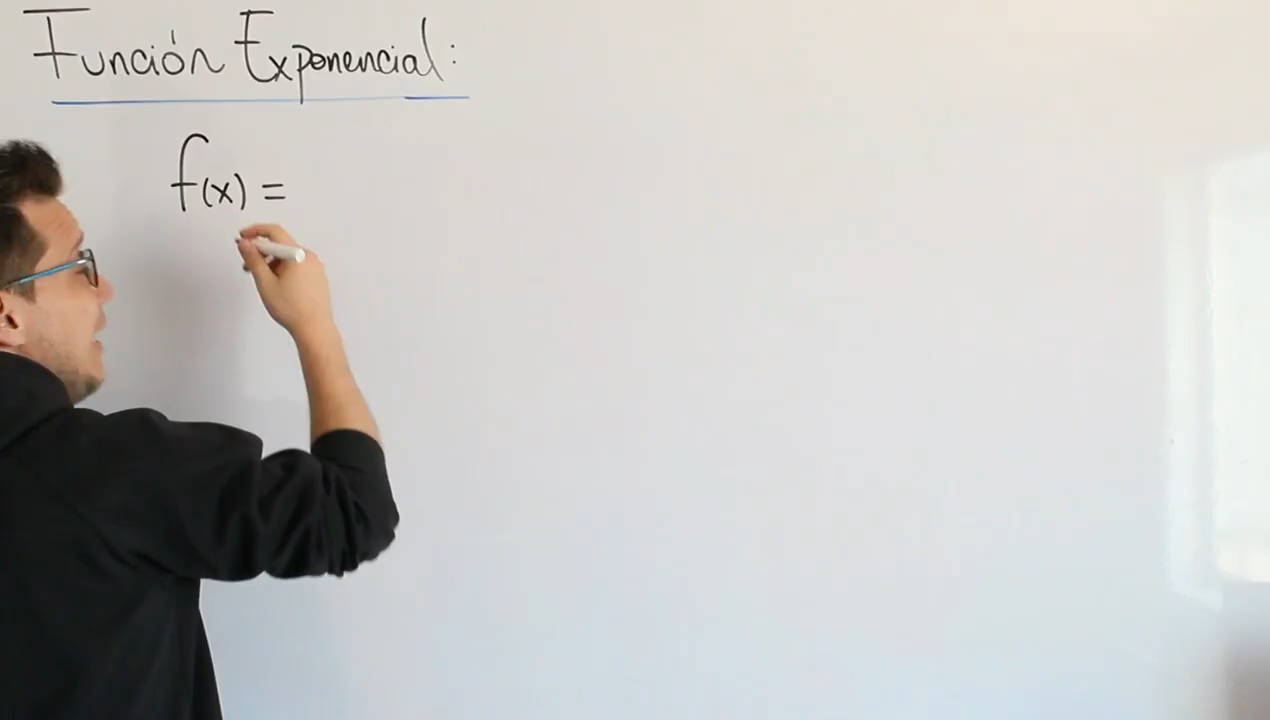 Función Exponencial:
f(x) =